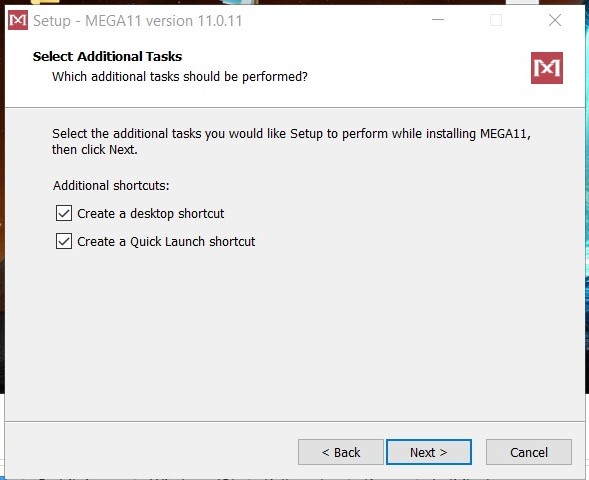 Setup - MEGA11 version 11.0.11
Select Additional Tasks
Which additional tasks should be performed?
Select the additional tasks you would like Setup to perform while installing MEGA11,
then click Next.
Additional shortcuts:
Create a desktop shortcut
Create a Quick Launch shortcut
< Back
Next >
Cancel